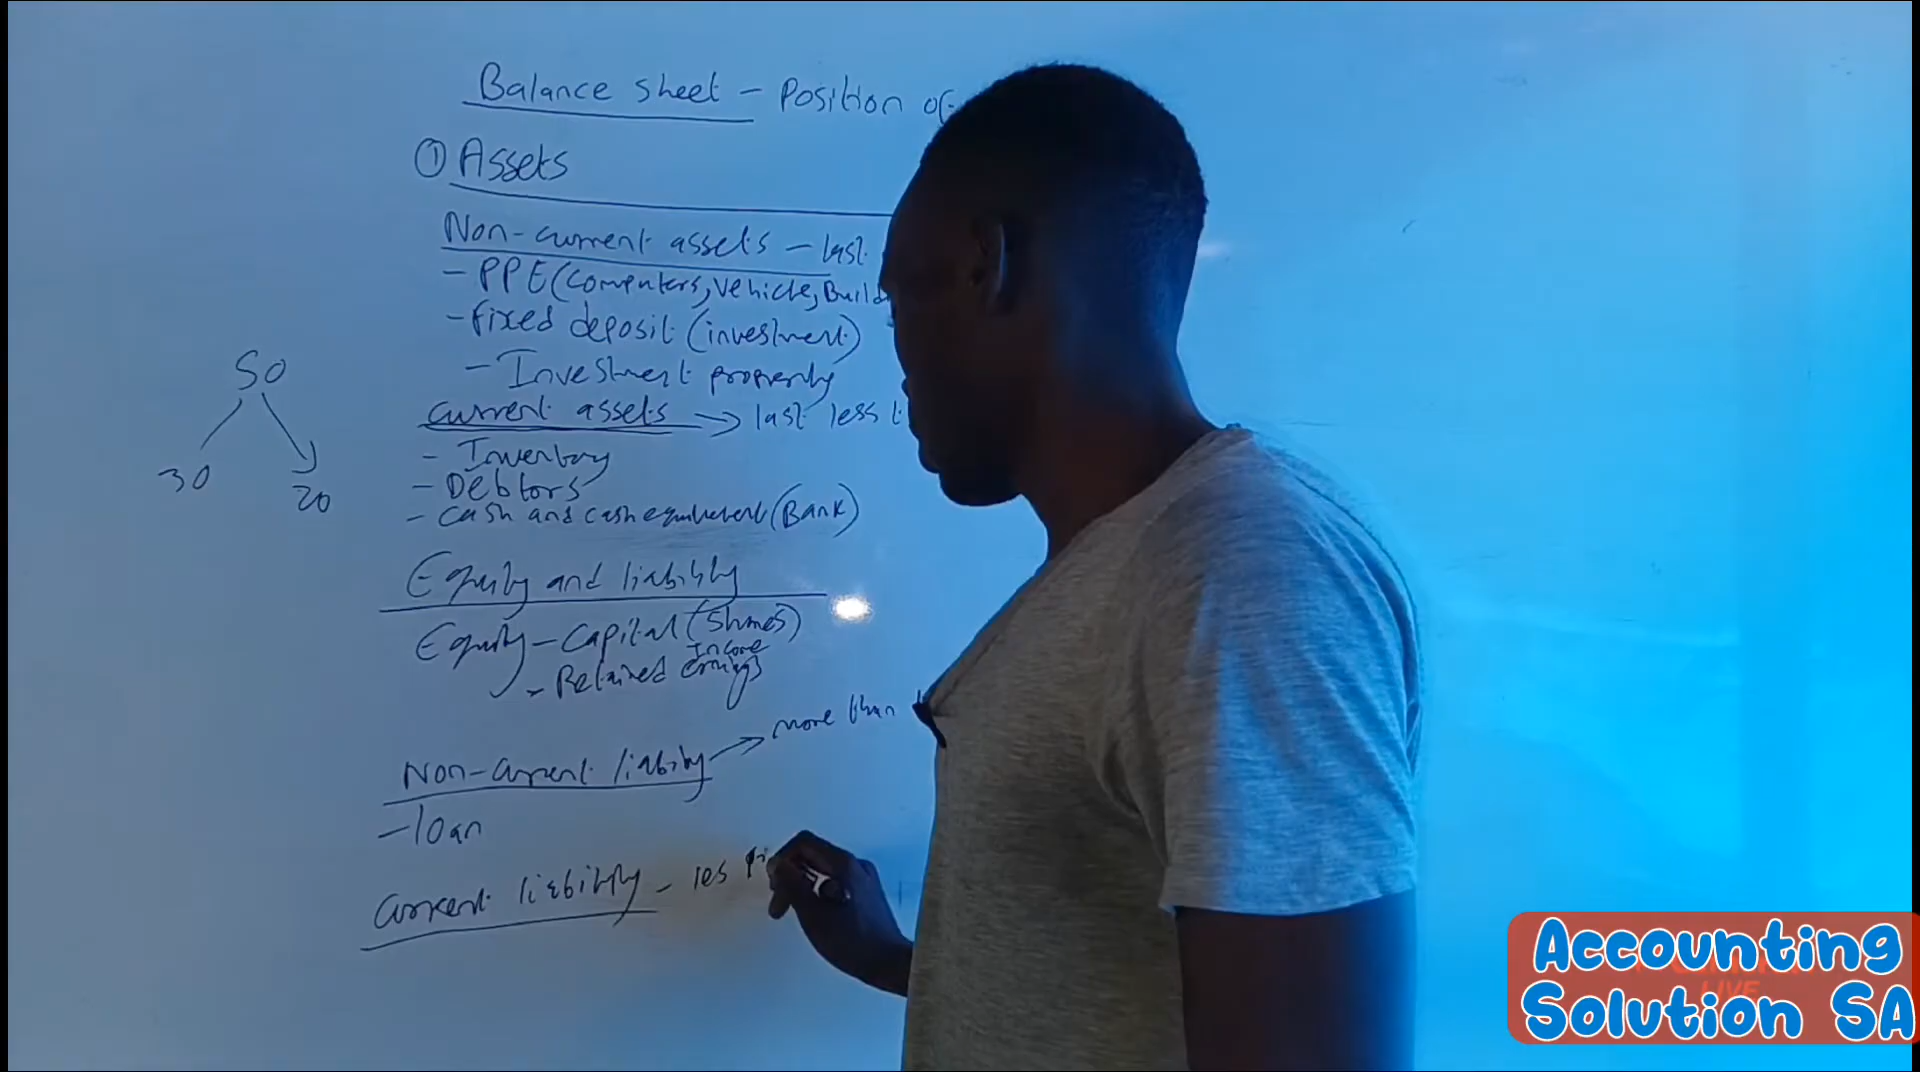 Balance sheet - Position of
① Assets
Non-current assets - last
- PPE (computers, Vehicle, Build
- fixed deposit (investment)
- Investment property
current assets → last less t
- Inventory
- Debtors
- cash and cash equivalent (Bank)
50
30
20
Equity and liability
Equity - Capital (Shares)
Income
- Retained earnings
Non-current liability → more than
- loan
Current liability - les
Accounting
Solution SA
LIVE